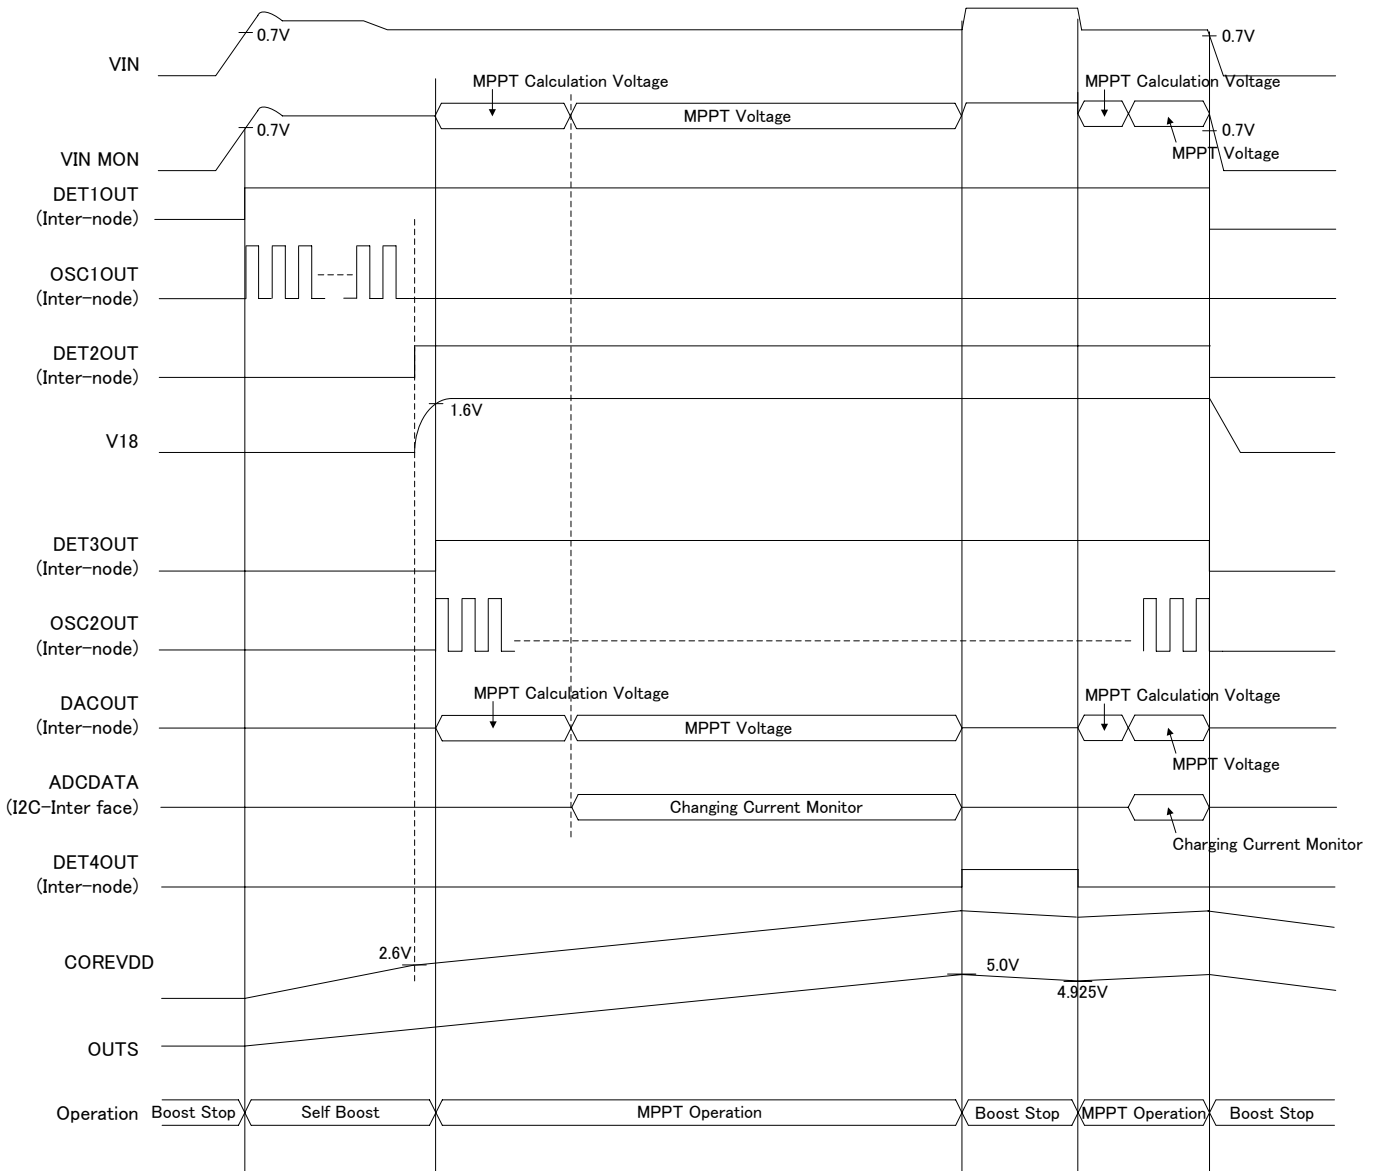 0.7V
0.7V
VIN
MPPT Calculation Voltage
MPPT Calculation Voltage
MPPT Voltage
0.7V
0.7V
VIN MON
MPPT Voltage
DET1OUT
(Inter-node)
OSC1OUT
(Inter-node)
DET2OUT
(Inter-node)
1.6V
V18
DET3OUT
(Inter-node)
OSC2OUT
(Inter-node)
MPPT Calculation Voltage
MPPT Calculation Voltage
DACOUT
(Inter-node)
MPPT Voltage
MPPT Voltage
ADCDATA
(I2C-Inter face)
Changing Current Monitor
Charging Current Monitor
DET4OUT
(Inter-node)
2.6V
COREVDD
5.0V
4.925V
OUTS
Operation
Boost Stop
Self Boost
MPPT Operation
Boost Stop
MPPT Operation
Boost Stop